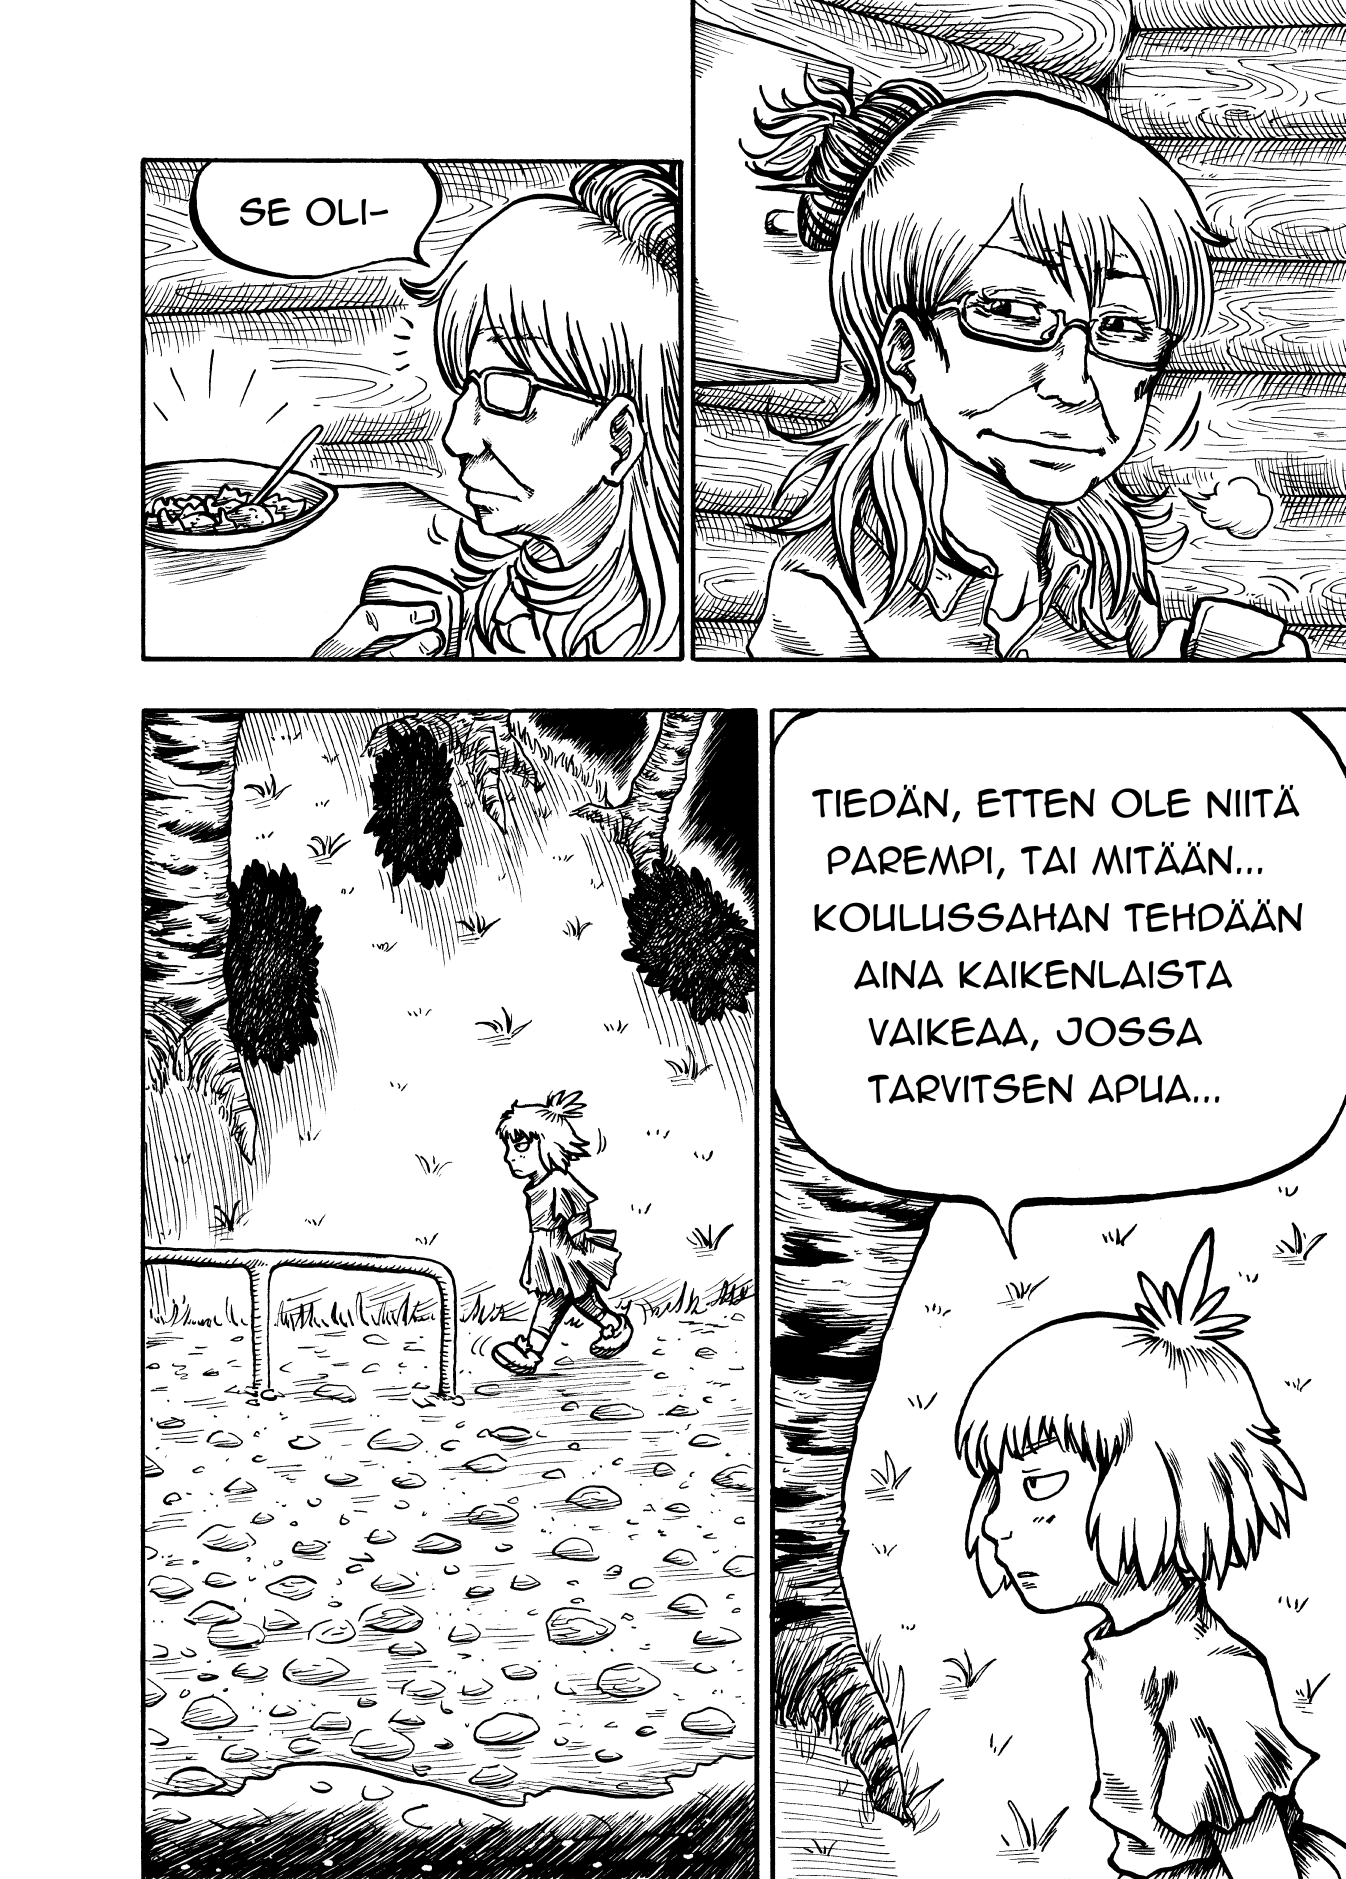 SE OLI-
TIEDÄN, ETTEN OLE NIITÄ
PAREMPI, TAI MITÄÄN...
KOULUSSAHAN TEHDÄÄN
AINA KAIKENLAISTA
VAIKEAA, JOSSA
TARVITSEN APUA...